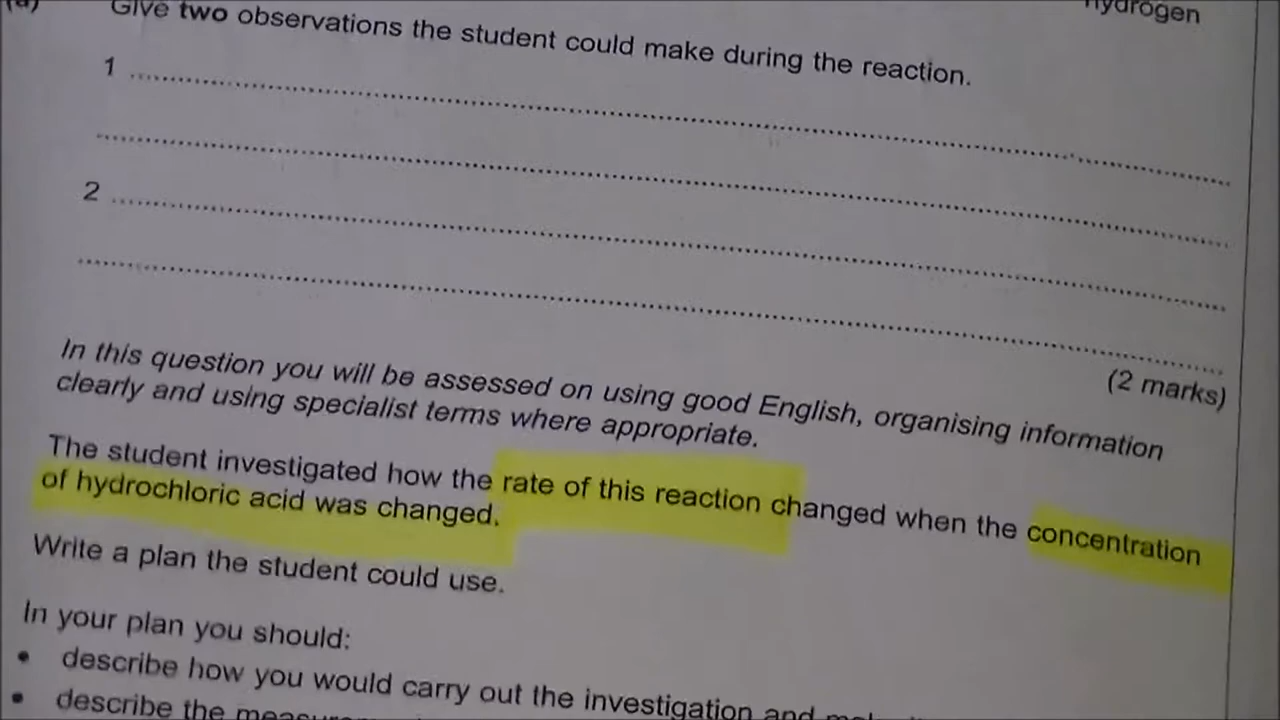 hydrogen
(a) Give two observations the student could make during the reaction.
1
2
(2 marks)
In this question you will be assessed on using good English, organising information
clearly and using specialist terms where appropriate.
The student investigated how the rate of this reaction changed when the concentration
of hydrochloric acid was changed.
Write a plan the student could use.
In your plan you should:
• describe how you would carry out the investigation and
• describe the